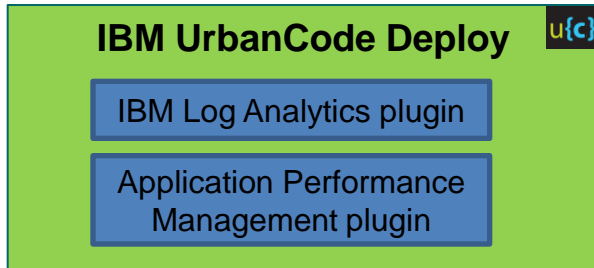 IBM UrbanCode Deploy
u{c}
IBM Log Analytics plugin
Application Performance
Management plugin